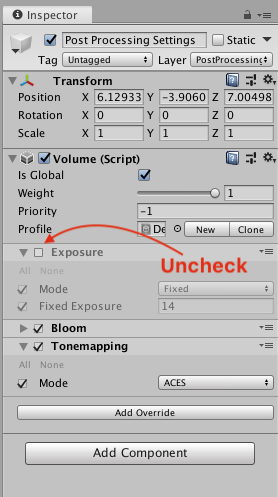 Inspector
Post Processing Settings Static
Tag Untagged Layer PostProcessing
Transform
Position X 6.12933 Y -3.9060 Z 7.00498
Rotation X 0 Y 0 Z 0
Scale X 1 Y 1 Z 1
Volume (Script)
Is Global
Weight 1
Priority -1
Profile De New Clone
Exposure
Uncheck
All None
Mode Fixed
Fixed Exposure 14
Bloom
Tonemapping
All None
Mode ACES
Add Override
Add Component